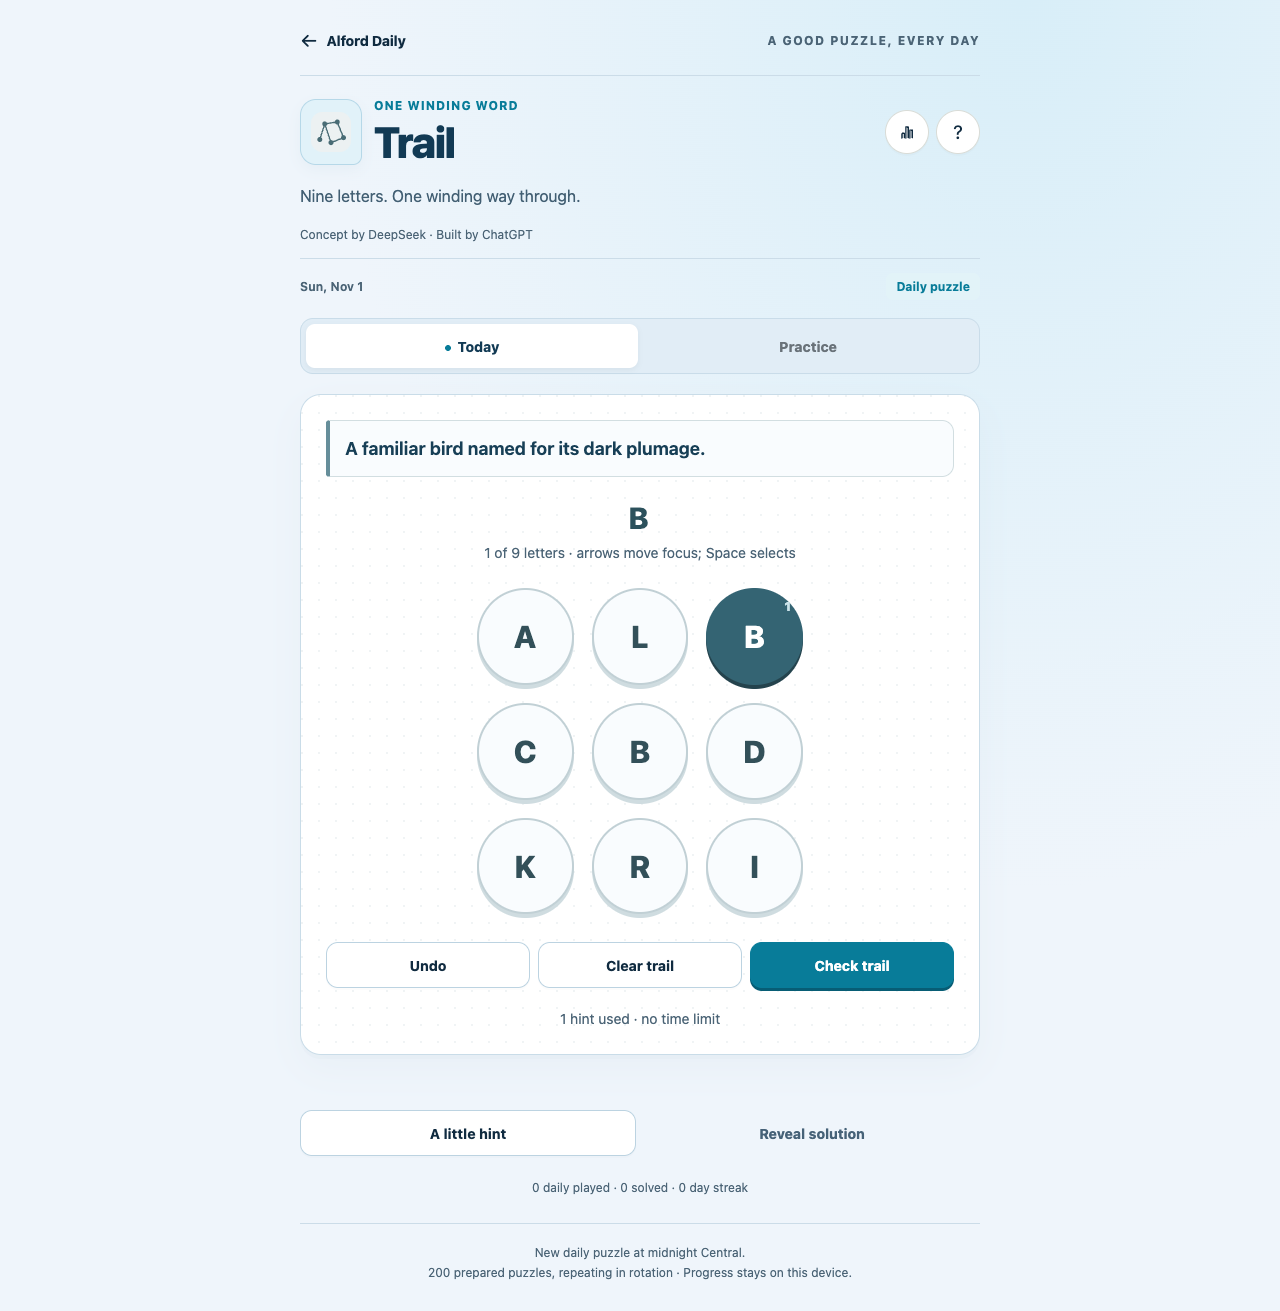 Alford Daily
A GOOD PUZZLE, EVERY DAY
ONE WINDING WORD
Trail
?
Nine letters. One winding way through.
Concept by DeepSeek · Built by ChatGPT
Sun, Nov 1
Daily puzzle
Today
Practice
A familiar bird named for its dark plumage.
B
1 of 9 letters · arrows move focus; Space selects
A L B 1
C B D
K R I
Undo
Clear trail
Check trail
1 hint used · no time limit
A little hint
Reveal solution
0 daily played · 0 solved · 0 day streak
New daily puzzle at midnight Central.
200 prepared puzzles, repeating in rotation · Progress stays on this device.